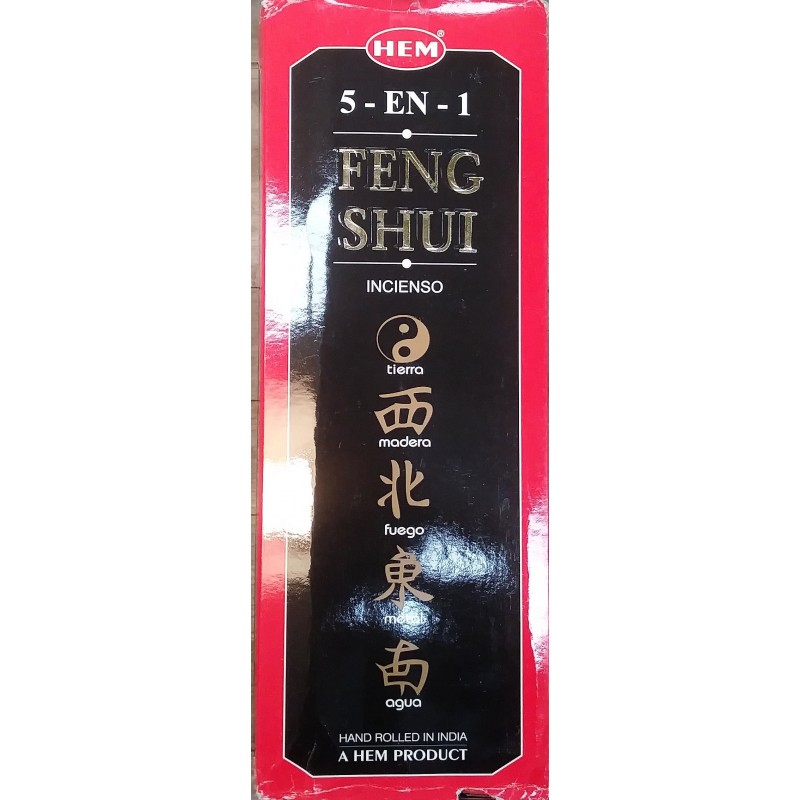 HEM®
5 - EN - 1
FENG
SHUI
INCIENSO
tierra
西
madera
北
fuego
東
metal
南
agua
HAND ROLLED IN INDIA
A HEM PRODUCT